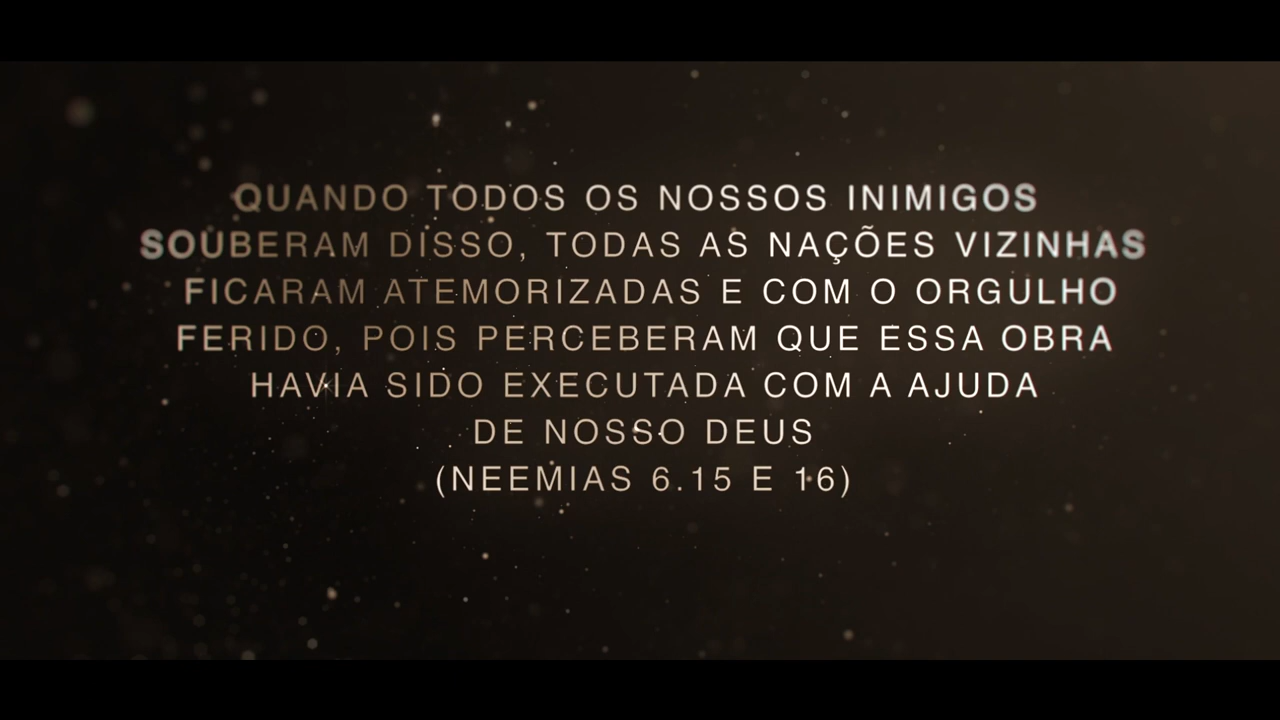 QUANDO TODOS OS NOSSOS INIMIGOS
SOUBERAM DISSO, TODAS AS NAÇÕES VIZINHAS
FICARAM ATEMORIZADAS E COM O ORGULHO
FERIDO, POIS PERCEBERAM QUE ESSA OBRA
HAVIA SIDO EXECUTADA COM A AJUDA
DE NOSSO DEUS
(NEEMIAS 6.15 E 16)